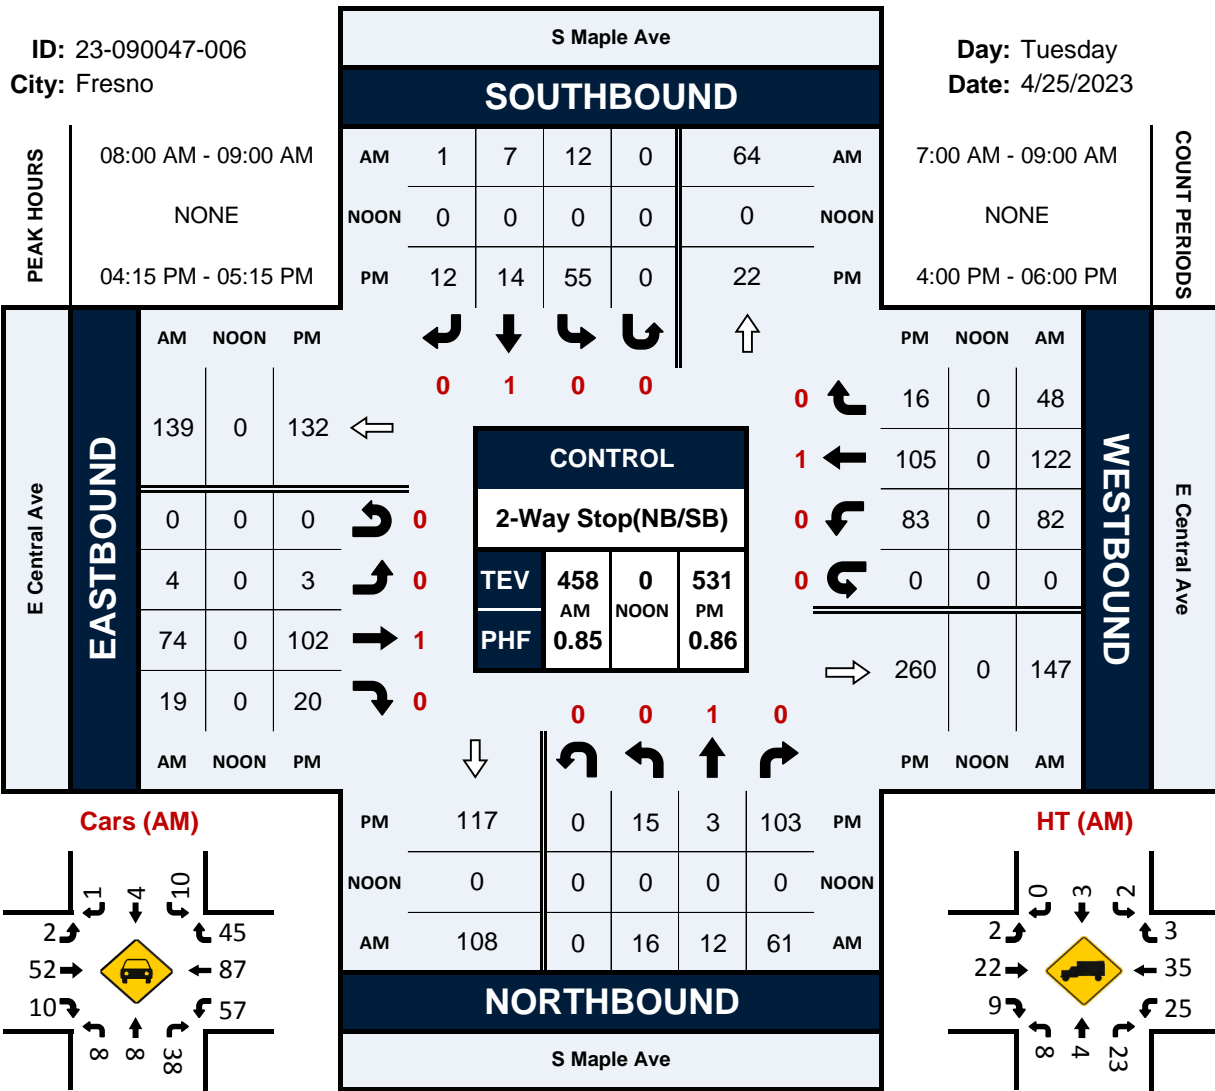 S Maple Ave
ID: 23-090047-006
Day: Tuesday
City: Fresno
Date: 4/25/2023
SOUTHBOUND
PEAK HOURS
08:00 AM - 09:00 AM
NONE
04:15 PM - 05:15 PM
AM 1 7 12 0 64 AM
NOON 0 0 0 0 0 NOON
PM 12 14 55 0 22 PM
7:00 AM - 09:00 AM
NONE
4:00 PM - 06:00 PM
COUNT PERIODS
0 1 0 0
E Central Ave
EASTBOUND
AM NOON PM
139 0 132
0 0 0 0
4 0 3 0
74 0 102 1
19 0 20 0
AM NOON PM
CONTROL
2-Way Stop(NB/SB)
TEV 458 0 531
AM NOON PM
PHF 0.85 0.86
PM NOON AM
0 16 0 48
1 105 0 122
0 83 0 82
0 0 0 0
260 0 147
PM NOON AM
WESTBOUND
E Central Ave
0 0 1 0
PM 117 0 15 3 103 PM
NOON 0 0 0 0 0 NOON
AM 108 0 16 12 61 AM
NORTHBOUND
S Maple Ave
Cars (AM)
1 4 10
2 45
52 87
10 57
8 8 38
HT (AM)
0 3 2
2 3
22 35
9 25
8 4 23